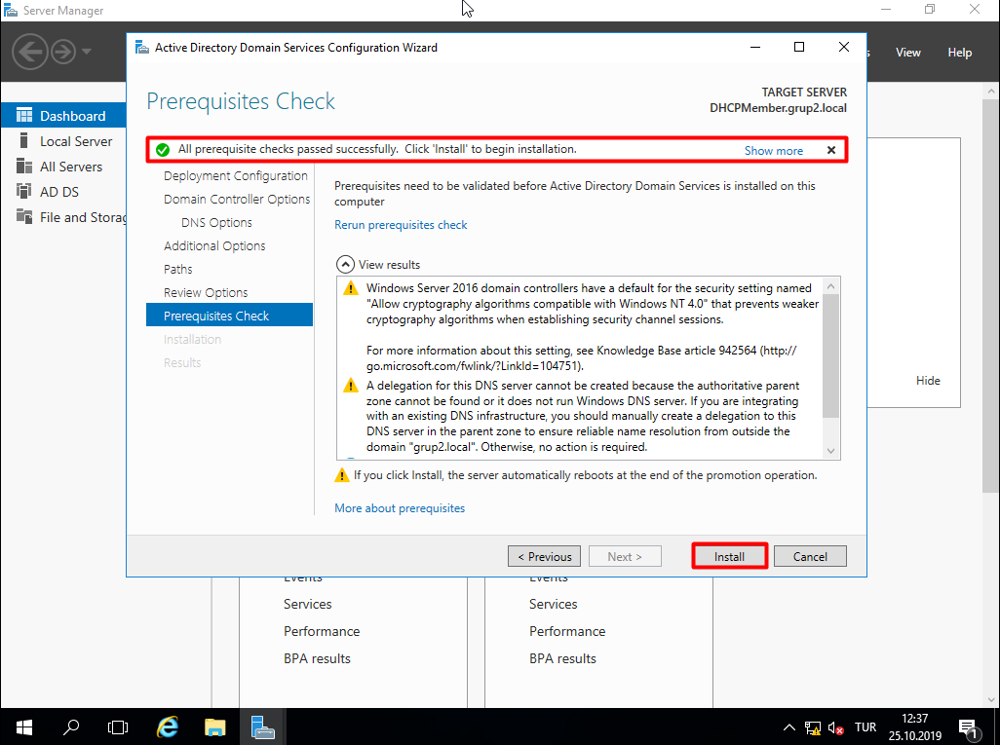 Server Manager
View
Help
Dashboard
Local Server
All Servers
AD DS
File and Storag
Active Directory Domain Services Configuration Wizard
Prerequisites Check
TARGET SERVER
DHCPMember.grup2.local
All prerequisite checks passed successfully. Click 'Install' to begin installation.
Show more
Deployment Configuration
Domain Controller Options
DNS Options
Additional Options
Paths
Review Options
Prerequisites Check
Installation
Results
Prerequisites need to be validated before Active Directory Domain Services is installed on this
computer
Rerun prerequisites check
View results
Windows Server 2016 domain controllers have a default for the security setting named
"Allow cryptography algorithms compatible with Windows NT 4.0" that prevents weaker
cryptography algorithms when establishing security channel sessions.
For more information about this setting, see Knowledge Base article 942564 (http://
go.microsoft.com/fwlink/?LinkId=104751).
A delegation for this DNS server cannot be created because the authoritative parent
zone cannot be found or it does not run Windows DNS server. If you are integrating
with an existing DNS infrastructure, you should manually create a delegation to this
DNS server in the parent zone to ensure reliable name resolution from outside the
domain "grup2.local". Otherwise, no action is required.
If you click Install, the server automatically reboots at the end of the promotion operation.
More about prerequisites
< Previous
Next >
Install
Cancel
Hide
Events
Services
Performance
BPA results
Events
Services
Performance
BPA results
TUR
12:37
25.10.2019
1